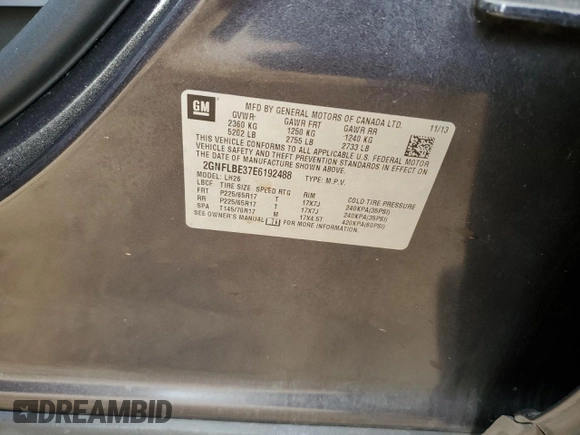 GM
MFD BY GENERAL MOTORS OF CANADA LTD.
11/13
GVWR GAWR FRT GAWR RR
2360 KG 1250 KG 1240 KG
5202 LB 2755 LB 2733 LB
THIS VEHICLE CONFORMS TO ALL APPLICABLE U.S. FEDERAL MOTOR
VEHICLE SAFETY AND THEFT PREVENTION STANDARDS IN EFFECT ON
THE DATE OF MANUFACTURE SHOWN ABOVE.
2GNFLBE37E6192488 TYPE: M.P.V.
MODEL: LH26
LBCF TIRE SIZE SPEED RTG RIM COLD TIRE PRESSURE
FRT P225/65R17 T 17X7J 240KPA(35PSI)
RR P225/65R17 T 17X7J 240KPA(35PSI)
SPA T145/70R17 M 17X4.5T 420KPA(60PSI)
SEE OWNER'S MANUAL FOR MORE INFORMATION.
DREAMBID